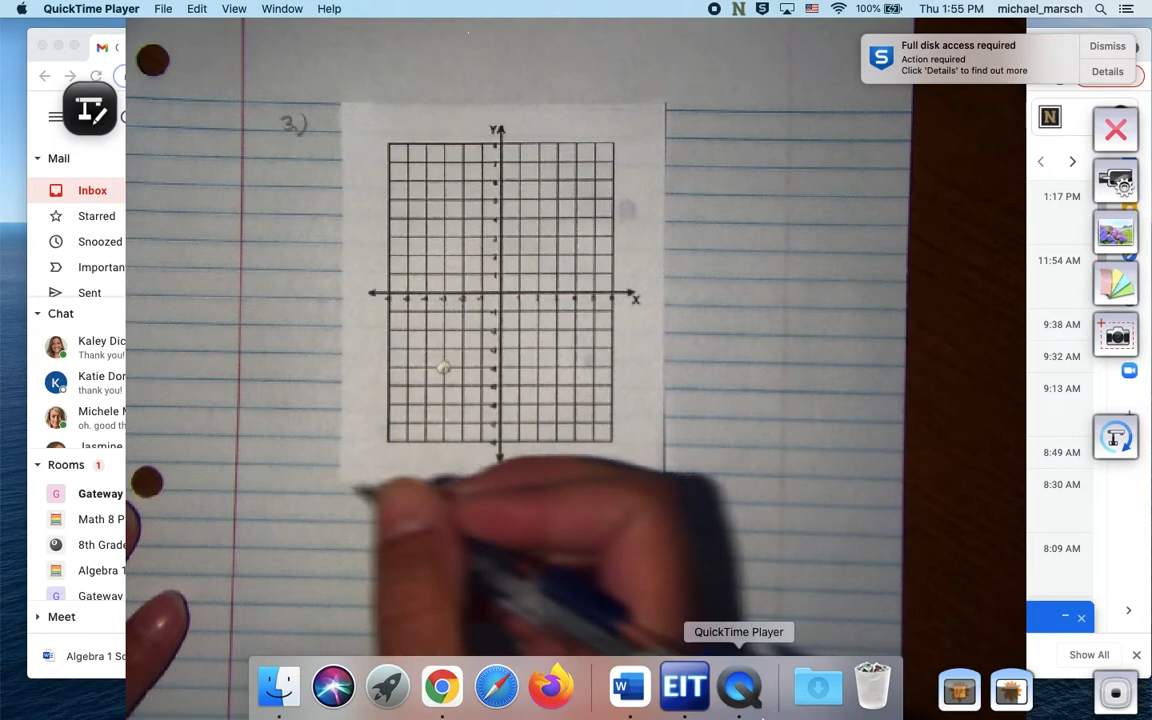 QuickTime Player File Edit View Window Help
N 100% Thu 1:55 PM michael_marsch
Full disk access required
Action required
Click 'Details' to find out more
Dismiss
Details
Mail
Inbox
Starred
Snoozed
Importan
Sent
Chat
Kaley Dic
Thank you!
Katie Dor
thank you!
Michele M
oh. good th
Jasmine
Rooms 1
G Gateway
Math 8 P
8th Grade
Algebra 1
G Gateway
Meet
Algebra 1 Sc
3.)
Y
X
N
1:17 PM
11:54 AM
9:38 AM
9:32 AM
9:13 AM
8:49 AM
8:30 AM
8:09 AM
Show All
QuickTime Player
W EIT